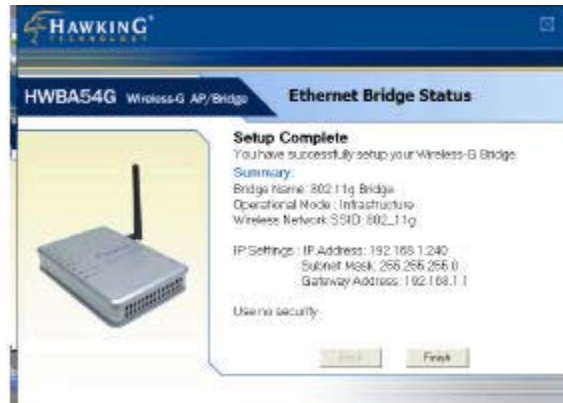 HAWKING
TECHNOLOGY
HWBA54G Wireless-G AP/Bridge
Ethernet Bridge Status
Setup Complete
You have successfully setup your Wireless-G Bridge
Summary:
Bridge Name: 802.11g Bridge
Operational Mode : Infrastructure
Wireless Network SSID: 802_11g
IP Settings : IP Address: 192.168.1.240
Subnet Mask: 255.255.255.0
Gateway Address: 192.168.1.1
Use no security
Finish